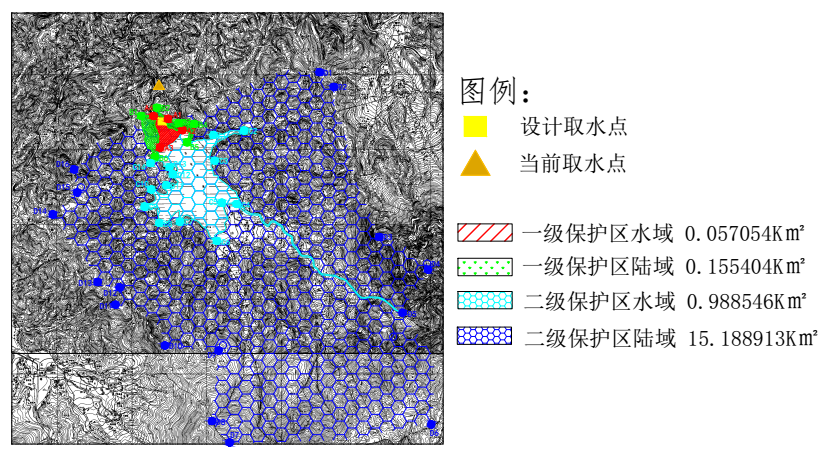 图例：
设计取水点
当前取水点
一级保护区水域 0.057054K㎡
一级保护区陆域 0.155404K㎡
二级保护区水域 0.988546K㎡
二级保护区陆域 15.188913K㎡